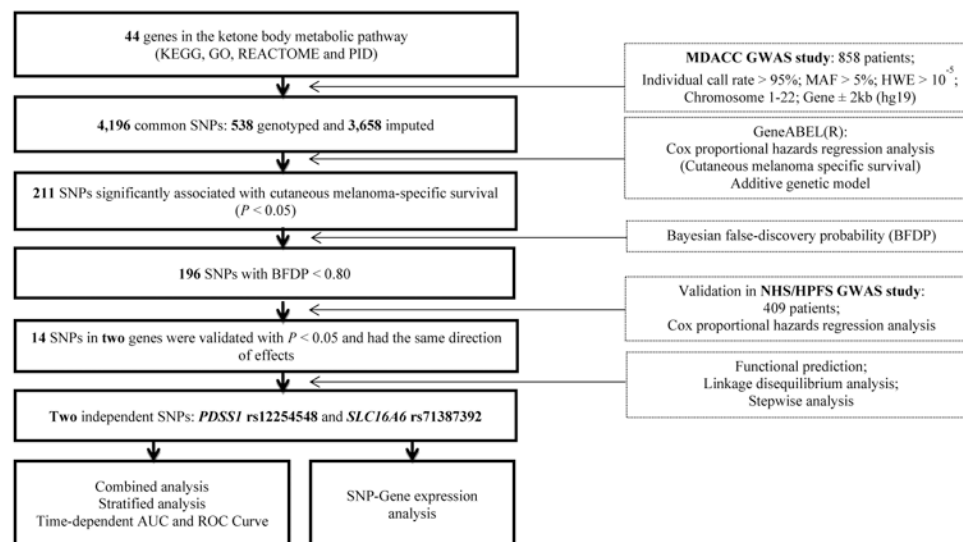 44 genes in the ketone body metabolic pathway
(KEGG, GO, REACTOME and PID)
MDACC GWAS study: 858 patients;
Individual call rate > 95%; MAF > 5%; HWE > 10^-5;
Chromosome 1-22; Gene ± 2kb (hg19)
4,196 common SNPs: 538 genotyped and 3,658 imputed
GeneABEL(R):
Cox proportional hazards regression analysis
(Cutaneous melanoma specific survival)
Additive genetic model
211 SNPs significantly associated with cutaneous melanoma-specific survival
(P < 0.05)
Bayesian false-discovery probability (BFDP)
196 SNPs with BFDP < 0.80
Validation in NHS/HPFS GWAS study:
409 patients;
Cox proportional hazards regression analysis
14 SNPs in two genes were validated with P < 0.05 and had the same direction
of effects
Functional prediction;
Linkage disequilibrium analysis;
Stepwise analysis
Two independent SNPs: PDSS1 rs12254548 and SLC16A6 rs71387392
Combined analysis
Stratified analysis
Time-dependent AUC and ROC Curve
SNP-Gene expression
analysis